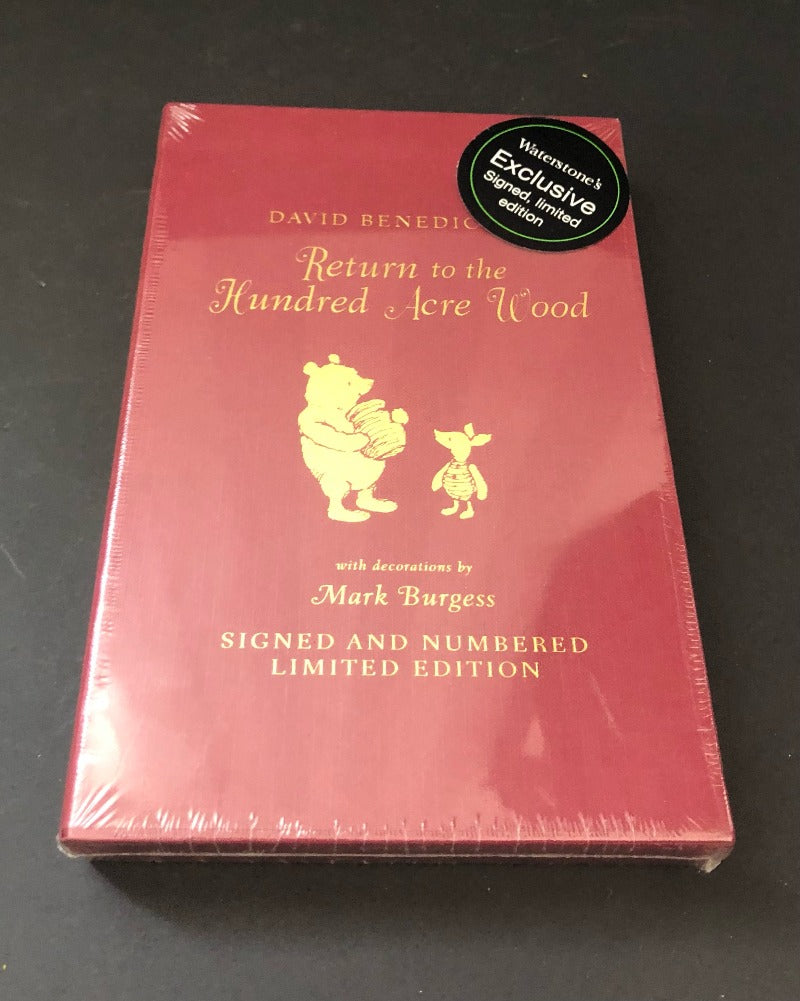 Waterstone's
Exclusive
Signed, limited
edition
DAVID
Return to the
Hundred Acre Wood
with decorations by
Mark Burgess
SIGNED AND NUMBERED
LIMITED EDITION